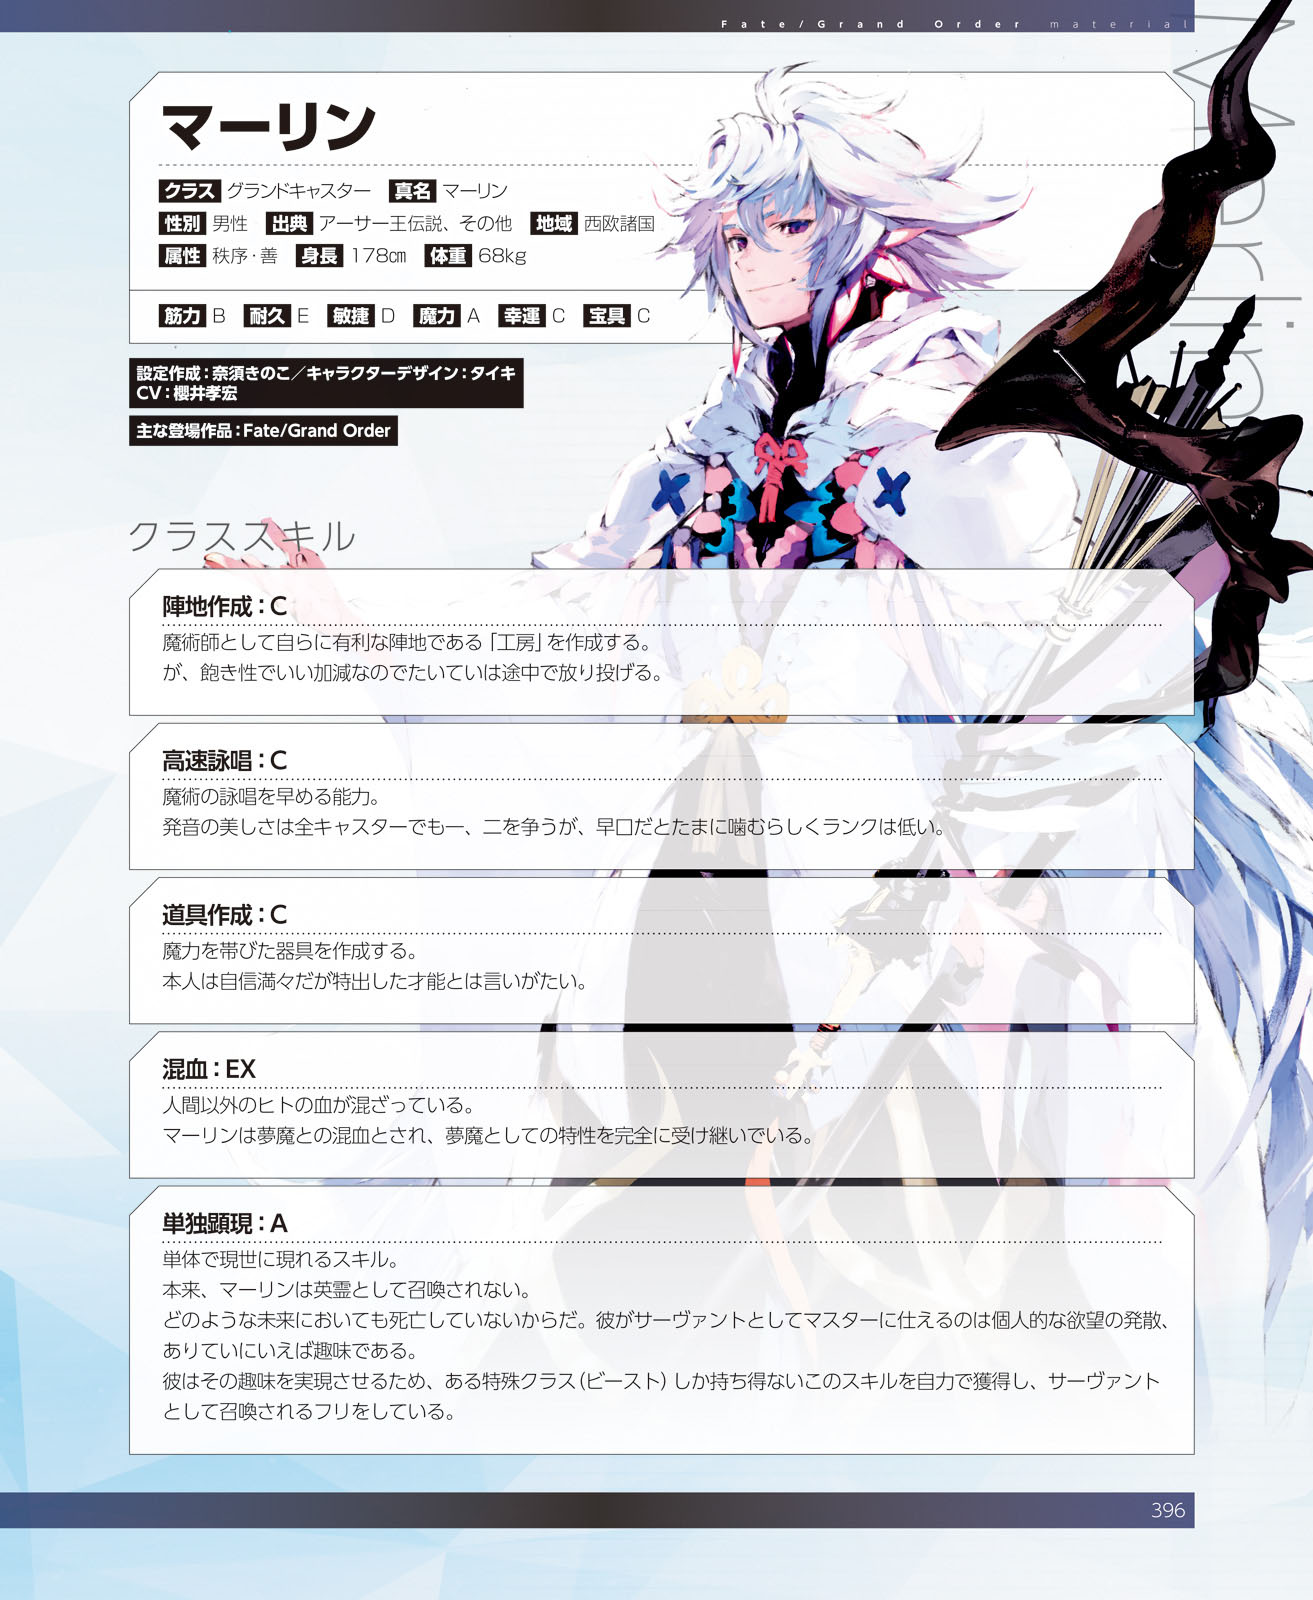 Fate/Grand Order material
Merlin
マーリン
クラス グランドキャスター 真名 マーリン
性別 男性 出典 アーサー王伝説、その他 地域 西欧諸国
属性 秩序・善 身長 178㎝ 体重 68kg
筋力 B 耐久 E 敏捷 D 魔力 A 幸運 C 宝具 C
設定作成：奈須きのこ／キャラクターデザイン：タイキ
CV：櫻井孝宏
主な登場作品：Fate/Grand Order
クラススキル
陣地作成：C
魔術師として自らに有利な陣地である「工房」を作成する。
が、飽き性でいい加減なのでたいていは途中で放り投げる。
高速詠唱：C
魔術の詠唱を早める能力。
発音の美しさは全キャスターでも一、二を争うが、早口だとたまに噛むらしくランクは低い。
道具作成：C
魔力を帯びた器具を作成する。
本人は自信満々だが特出した才能とは言いがたい。
混血：EX
人間以外のヒトの血が混ざっている。
マーリンは夢魔との混血とされ、夢魔としての特性を完全に受け継いでいる。
単独顕現：A
単体で現世に現れるスキル。
本来、マーリンは英霊として召喚されない。
どのような未来においても死亡していないからだ。彼がサーヴァントとしてマスターに仕えるのは個人的な欲望の発散、
ありていにいえば趣味である。
彼はその趣味を実現させるため、ある特殊クラス（ビースト）しか持ち得ないこのスキルを自力で獲得し、サーヴァント
として召喚されるフリをしている。
396